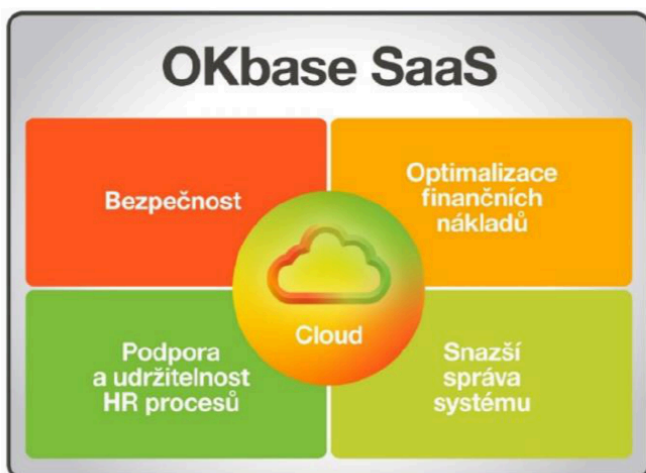 OKbase SaaS
Bezpečnost
Optimalizace
finančních
nákladů
Cloud
Podpora
a udržitelnost
HR procesů
Snazší
správa
systému